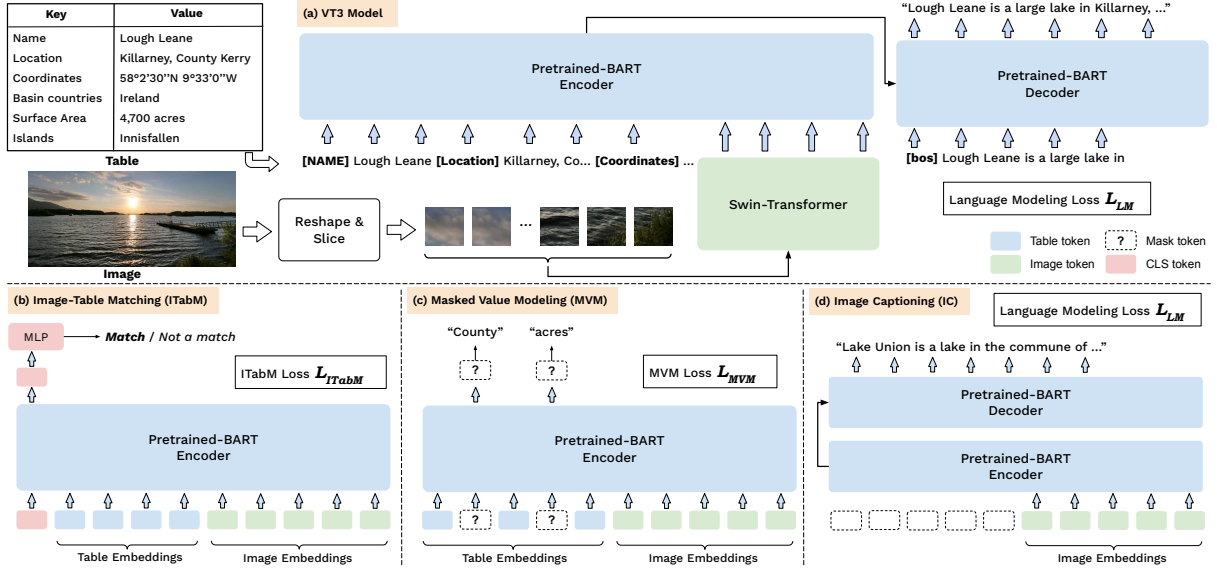 Key Value
Name Lough Leane
Location Killarney, County Kerry
Coordinates 58°2'30''N 9°33'0''W
Basin countries Ireland
Surface Area 4,700 acres
Islands Innisfallen
Table
Image
Reshape &
Slice
...
(a) VT3 Model
Pretrained-BART
Encoder
[NAME] Lough Leane [Location] Killarney, Co... [Coordinates] ...
Swin-Transformer
“Lough Leane is a large lake in Killarney, ...”
Pretrained-BART
Decoder
[bos] Lough Leane is a large lake in
Language Modeling Loss L_LM
Table token
? Mask token
Image token
CLS token
(b) Image-Table Matching (ITabM)
MLP
Match / Not a match
ITabM Loss L_ITabM
Pretrained-BART
Encoder
Table Embeddings
Image Embeddings
(c) Masked Value Modeling (MVM)
“County” “acres”
? ?
MVM Loss L_MVM
Pretrained-BART
Encoder
? ?
Table Embeddings
Image Embeddings
(d) Image Captioning (IC)
Language Modeling Loss L_LM
“Lake Union is a lake in the commune of ...”
Pretrained-BART
Decoder
Pretrained-BART
Encoder
Image Embeddings